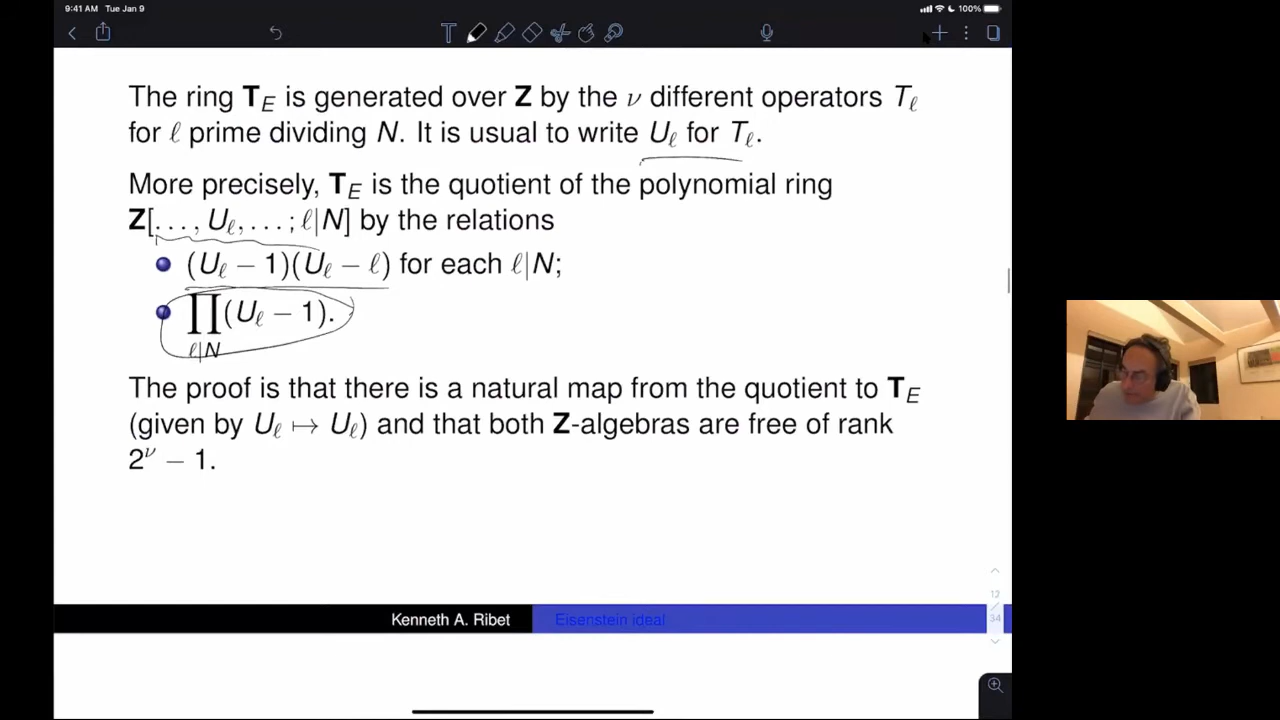 9:41 AM Tue Jan 9
100%
The ring T_E is generated over Z by the ν different operators T_ℓ
for ℓ prime dividing N. It is usual to write U_ℓ for T_ℓ.
More precisely, T_E is the quotient of the polynomial ring
Z[..., U_ℓ, ...; ℓ|N] by the relations
(U_ℓ − 1)(U_ℓ − ℓ) for each ℓ|N;
∏(U_ℓ − 1).
ℓ|N
The proof is that there is a natural map from the quotient to T_E
(given by U_ℓ ↦ U_ℓ) and that both Z-algebras are free of rank
2^ν − 1.
12
/
34
Kenneth A. Ribet
Eisenstein ideal